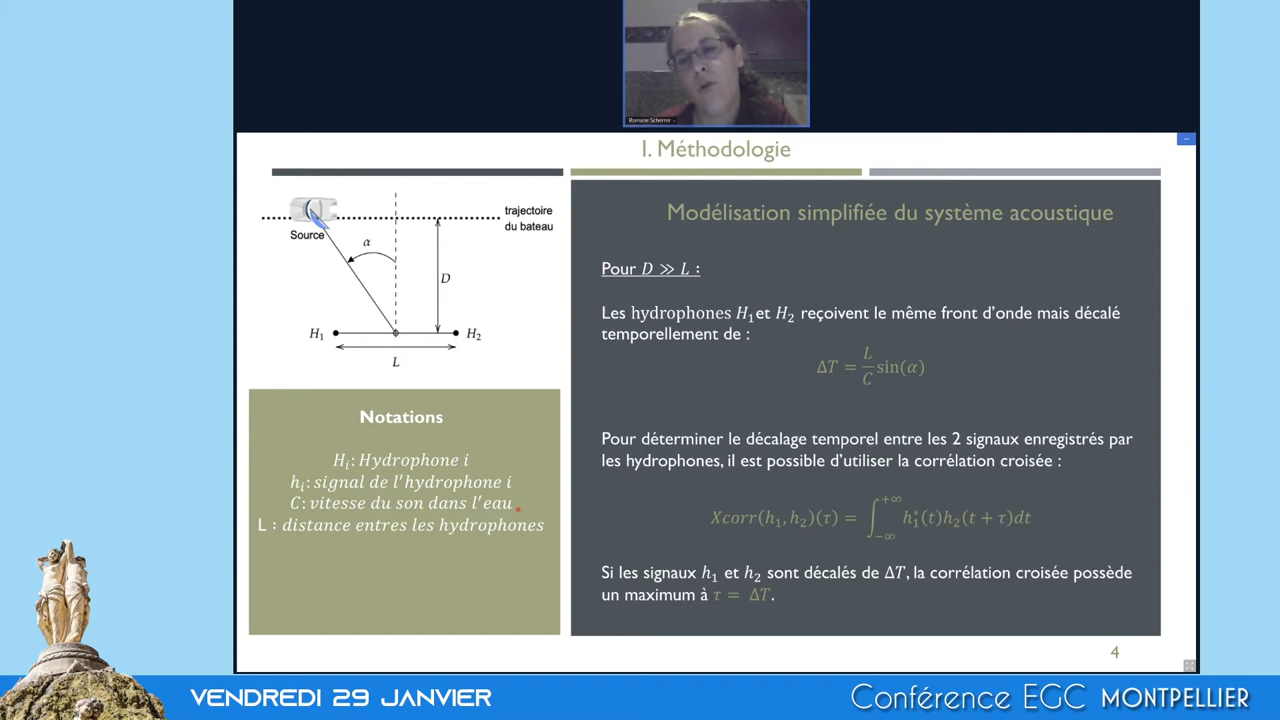 Romane Scherrer
I. Méthodologie
trajectoire
du bateau
Source
α
D
H₁
H₂
L
Notations
Hᵢ: Hydrophone i
hᵢ: signal de l'hydrophone i
C: vitesse du son dans l'eau
L : distance entres les hydrophones
Modélisation simplifiée du système acoustique
Pour D ≫ L :
Les hydrophones H₁et H₂ reçoivent le même front d'onde mais décalé
temporellement de :
ΔT = L/C sin(α)
Pour déterminer le décalage temporel entre les 2 signaux enregistrés par
les hydrophones, il est possible d'utiliser la corrélation croisée :
Xcorr(h₁, h₂)(τ) = ∫_{−∞}^{+∞} h₁*(t)h₂(t + τ)dt
Si les signaux h₁ et h₂ sont décalés de ΔT, la corrélation croisée possède
un maximum à τ = ΔT.
4
VENDREDI 29 JANVIER
Conférence EGC MONTPELLIER